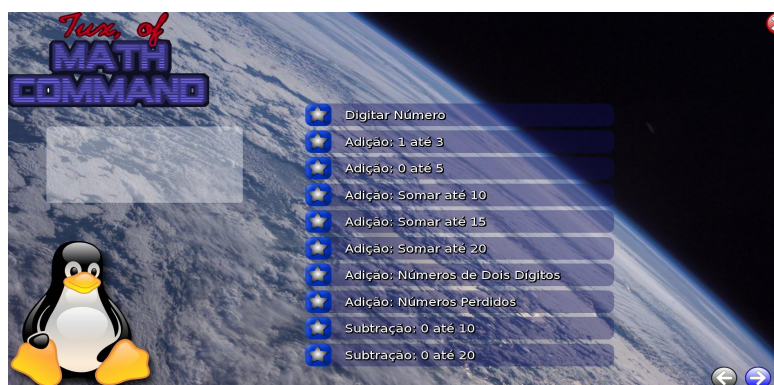 Tux, of
MATH
COMMAND
Digitar Número
Adição: 1 até 3
Adição: 0 até 5
Adição: Somar até 10
Adição: Somar até 15
Adição: Somar até 20
Adição: Números de Dois Dígitos
Adição: Números Perdidos
Subtração: 0 até 10
Subtração: 0 até 20